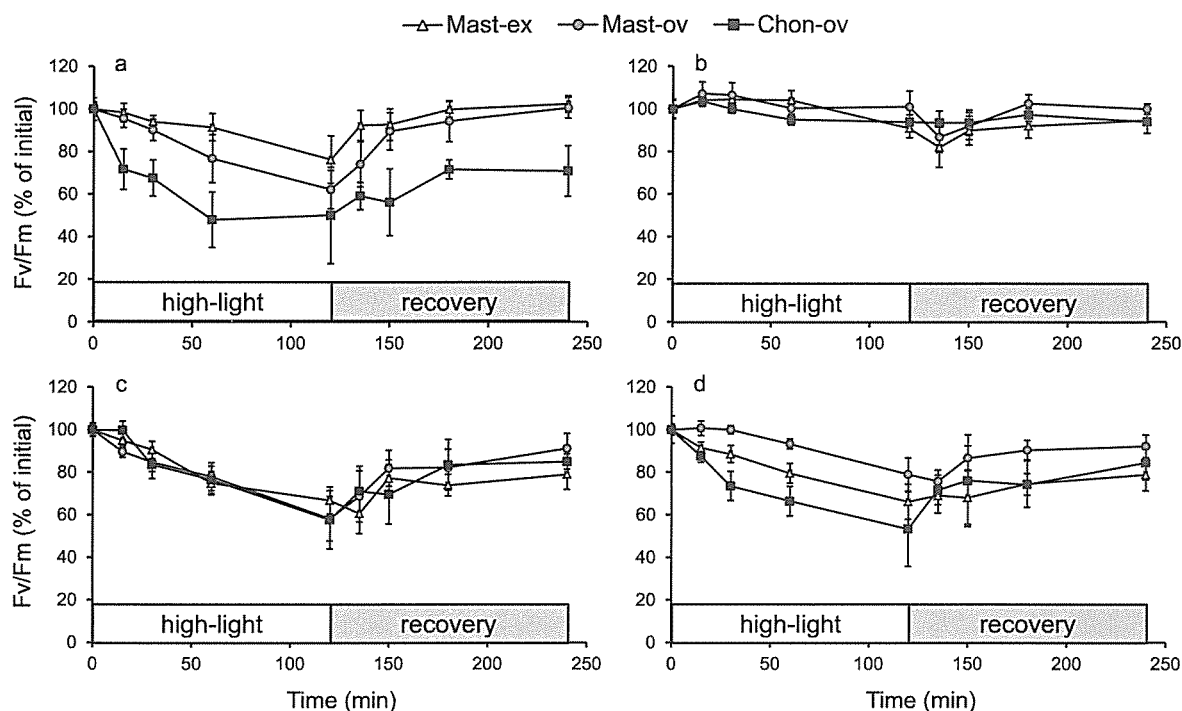 Mast-ex Mast-ov Chon-ov
a
120
100
80
60
40
20
0
Fv/Fm (% of initial)
high-light recovery
0 50 100 150 200 250
b
120
100
80
60
40
20
0
high-light recovery
0 50 100 150 200 250
c
120
100
80
60
40
20
0
Fv/Fm (% of initial)
high-light recovery
0 50 100 150 200 250
Time (min)
d
120
100
80
60
40
20
0
high-light recovery
0 50 100 150 200 250
Time (min)